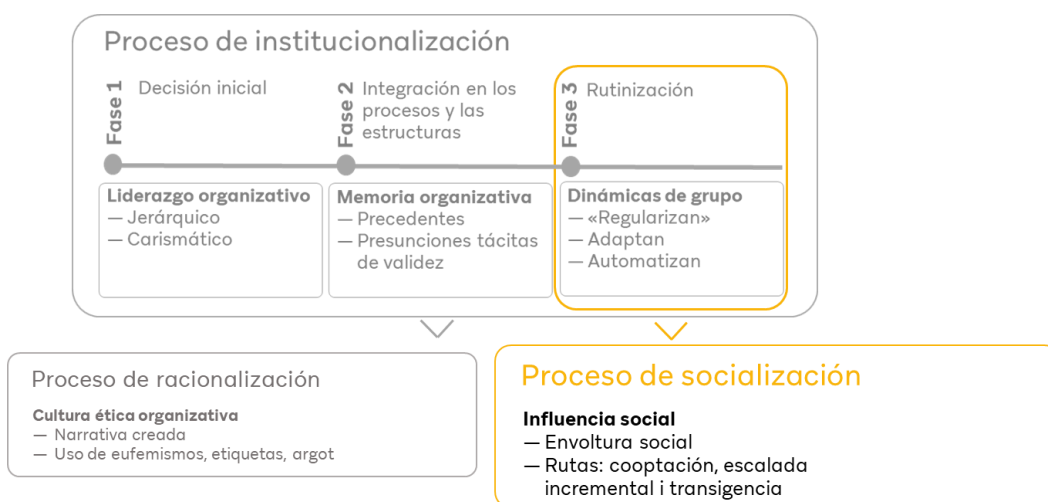 Proceso de institucionalización
Fase 1
Decisión inicial
Fase 2
Integración en los
procesos y las
estructuras
Fase 3
Rutinización
Liderazgo organizativo
— Jerárquico
— Carismático
Memoria organizativa
— Precedentes
— Presunciones tácitas
de validez
Dinámicas de grupo
— «Regularizan»
— Adaptan
— Automatizan
Proceso de racionalización
Cultura ética organizativa
— Narrativa creada
— Uso de eufemismos, etiquetas, argot
Proceso de socialización
Influencia social
— Envoltura social
— Rutas: cooptación, escalada
incremental i transigencia